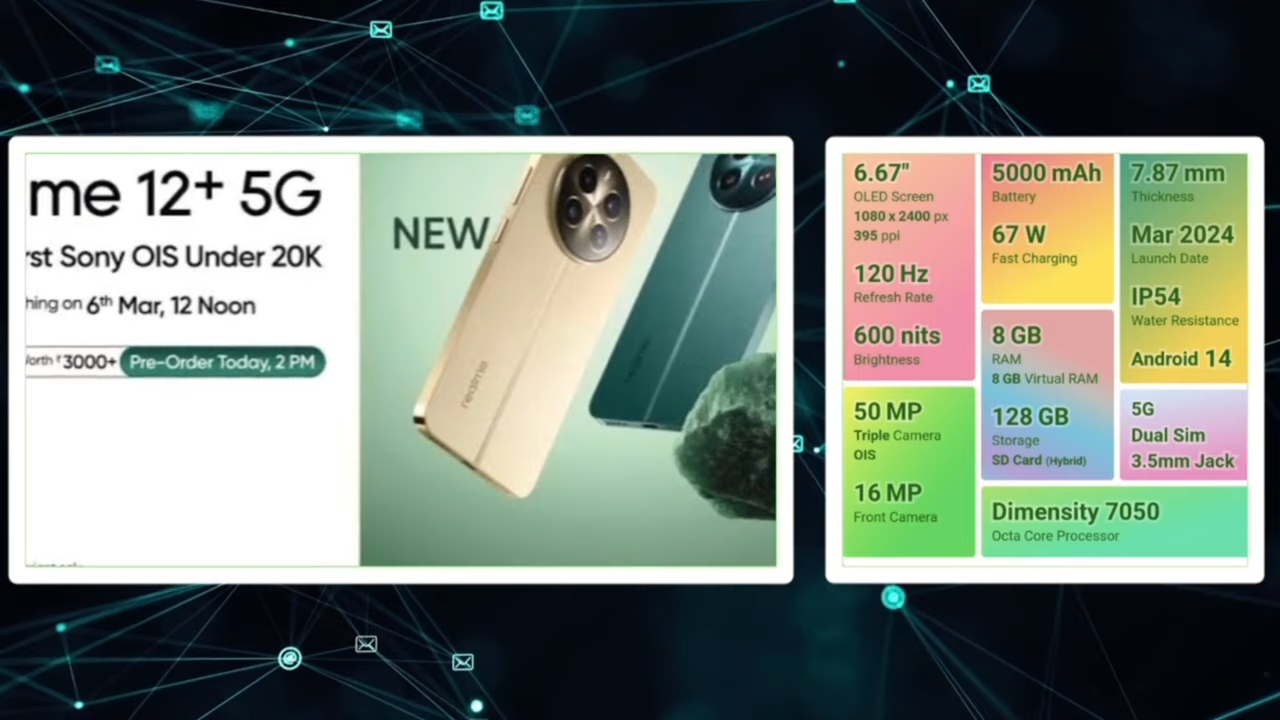 me 12+ 5G
rst Sony OIS Under 20K
hing on 6th Mar, 12 Noon
orth ₹3000+ Pre-Order Today, 2 PM
NEW
realme
6.67"
OLED Screen
1080 x 2400 px
395 ppi
120 Hz
Refresh Rate
600 nits
Brightness
50 MP
Triple Camera
OIS
16 MP
Front Camera
5000 mAh
Battery
67 W
Fast Charging
8 GB
RAM
8 GB Virtual RAM
128 GB
Storage
SD Card (Hybrid)
7.87 mm
Thickness
Mar 2024
Launch Date
IP54
Water Resistance
Android 14
5G
Dual Sim
3.5mm Jack
Dimensity 7050
Octa Core Processor